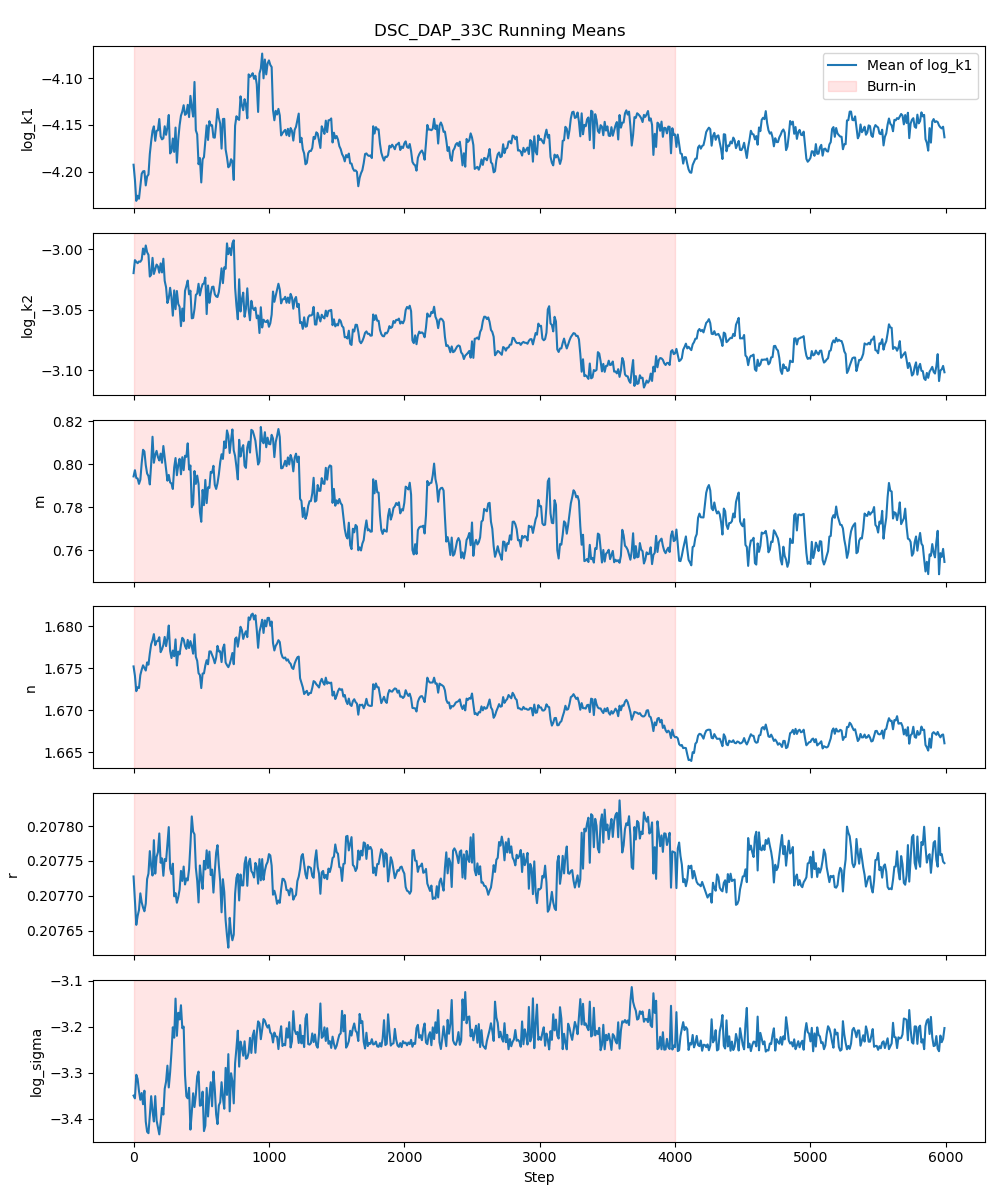 DSC_DAP_33C Running Means
Mean of log_k1
Burn-in
−4.10
−4.15
−4.20
log_k1
−3.00
−3.05
−3.10
log_k2
0.82
0.80
0.78
0.76
m
1.680
1.675
1.670
1.665
n
0.20780
0.20775
0.20770
0.20765
r
−3.1
−3.2
−3.3
−3.4
log_sigma
0 1000 2000 3000 4000 5000 6000
Step